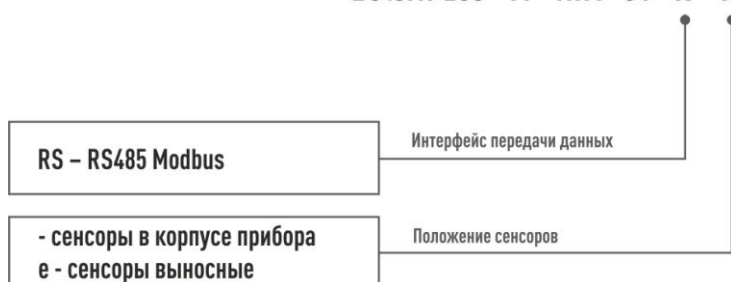 Интерфейс передачи данных
RS – RS485 Modbus
Положение сенсоров
- сенсоры в корпусе прибора
е - сенсоры выносные